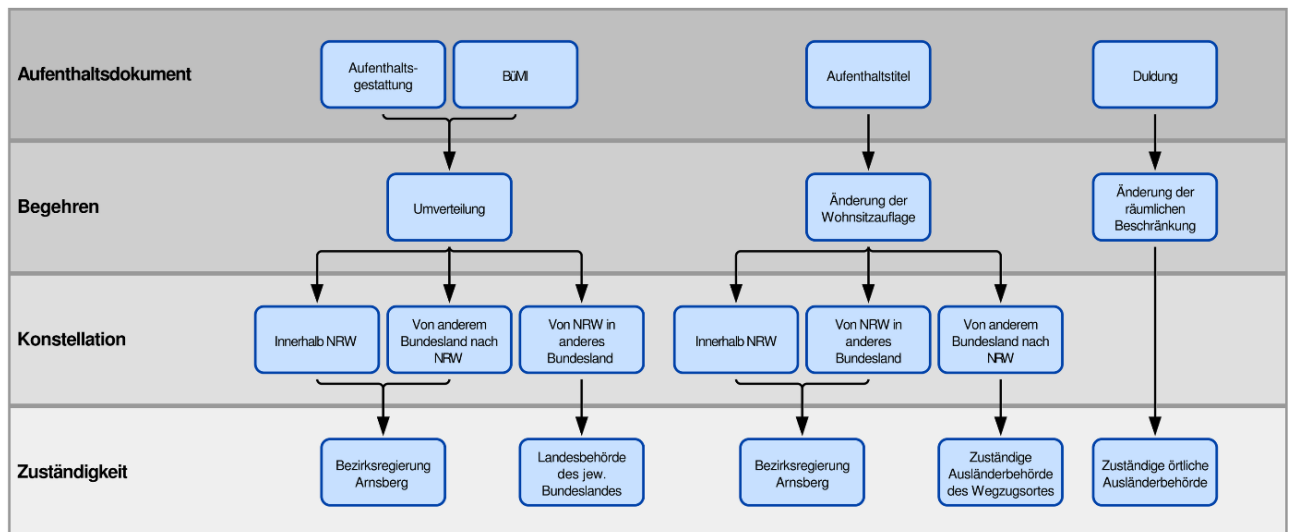 Aufenthaltsdokument
Aufenthalts-
gestattung
BüMI
Aufenthaltstitel
Duldung
Begehren
Umverteilung
Änderung der
Wohnsitzauflage
Änderung der
räumlichen
Beschränkung
Konstellation
Innerhalb NRW
Von anderem
Bundesland nach
NRW
Von NRW in
anderes
Bundesland
Innerhalb NRW
Von NRW in
anderes
Bundesland
Von anderem
Bundesland nach
NRW
Zuständigkeit
Bezirksregierung
Arnsberg
Landesbehörde
des jew.
Bundeslandes
Bezirksregierung
Arnsberg
Zuständige
Ausländerbehörde
des Wegzugsortes
Zuständige örtliche
Ausländerbehörde